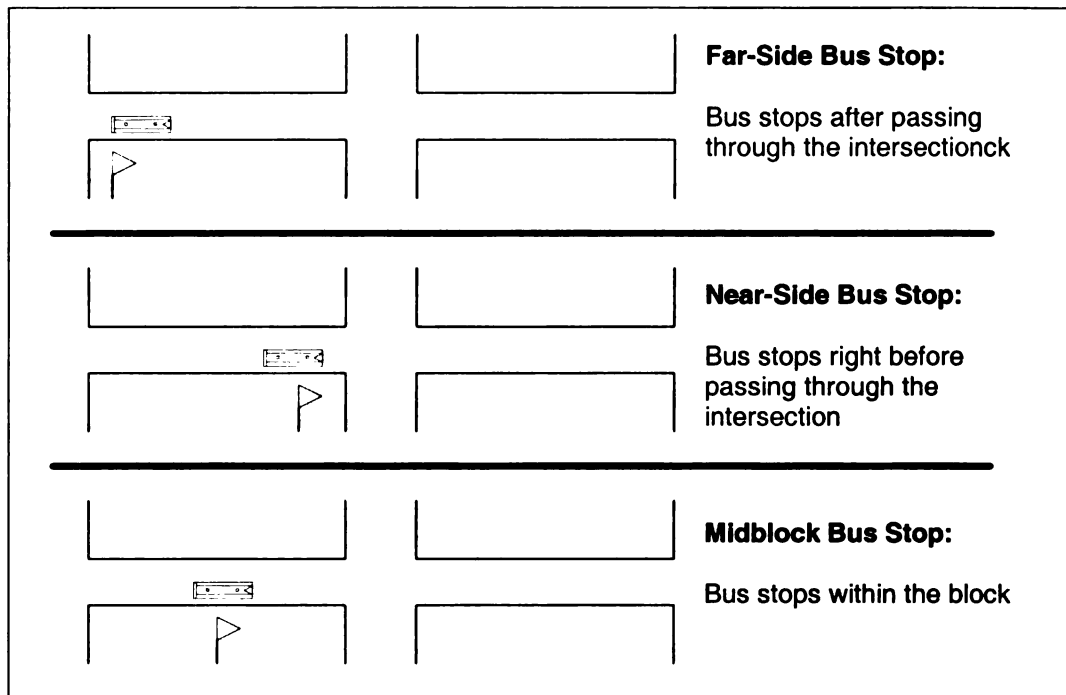 Far-Side Bus Stop:
Bus stops after passing
through the intersectionck
Near-Side Bus Stop:
Bus stops right before
passing through the
intersection
Midblock Bus Stop:
Bus stops within the block